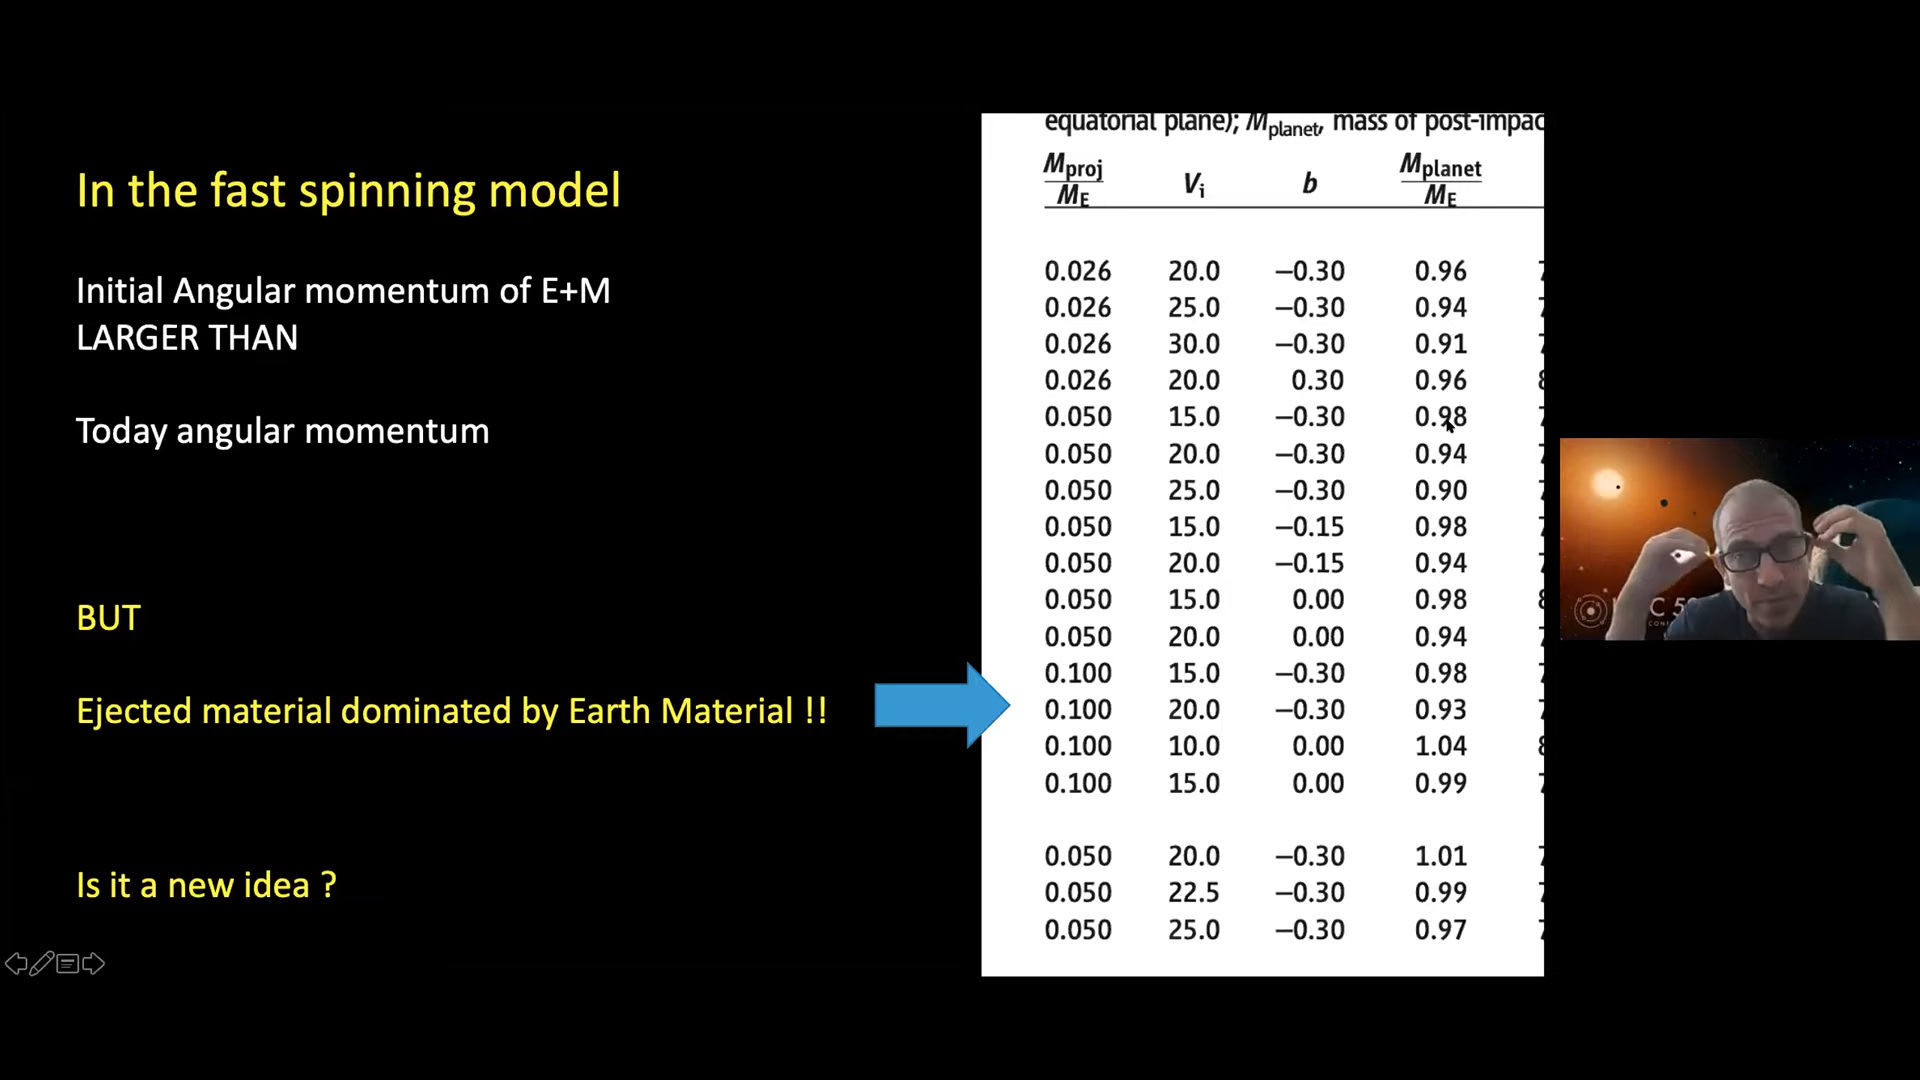 In the fast spinning model
Initial Angular momentum of E+M
LARGER THAN
Today angular momentum
BUT
Ejected material dominated by Earth Material !!
Is it a new idea ?
equatorial plane); Mplanet, mass of
Mproj/ME Vi b Mplanet/ME
0.026 20.0 –0.30 0.96
0.026 25.0 –0.30 0.94
0.026 30.0 –0.30 0.91
0.026 20.0 0.30 0.96
0.050 15.0 –0.30 0.98
0.050 20.0 –0.30 0.94
0.050 25.0 –0.30 0.90
0.050 15.0 –0.15 0.98
0.050 20.0 –0.15 0.94
0.050 15.0 0.00 0.98
0.050 20.0 0.00 0.94
0.100 15.0 –0.30 0.98
0.100 20.0 –0.30 0.93
0.100 10.0 0.00 1.04
0.100 15.0 0.00 0.99
0.050 20.0 –0.30 1.01
0.050 22.5 –0.30 0.99
0.050 25.0 –0.30 0.97